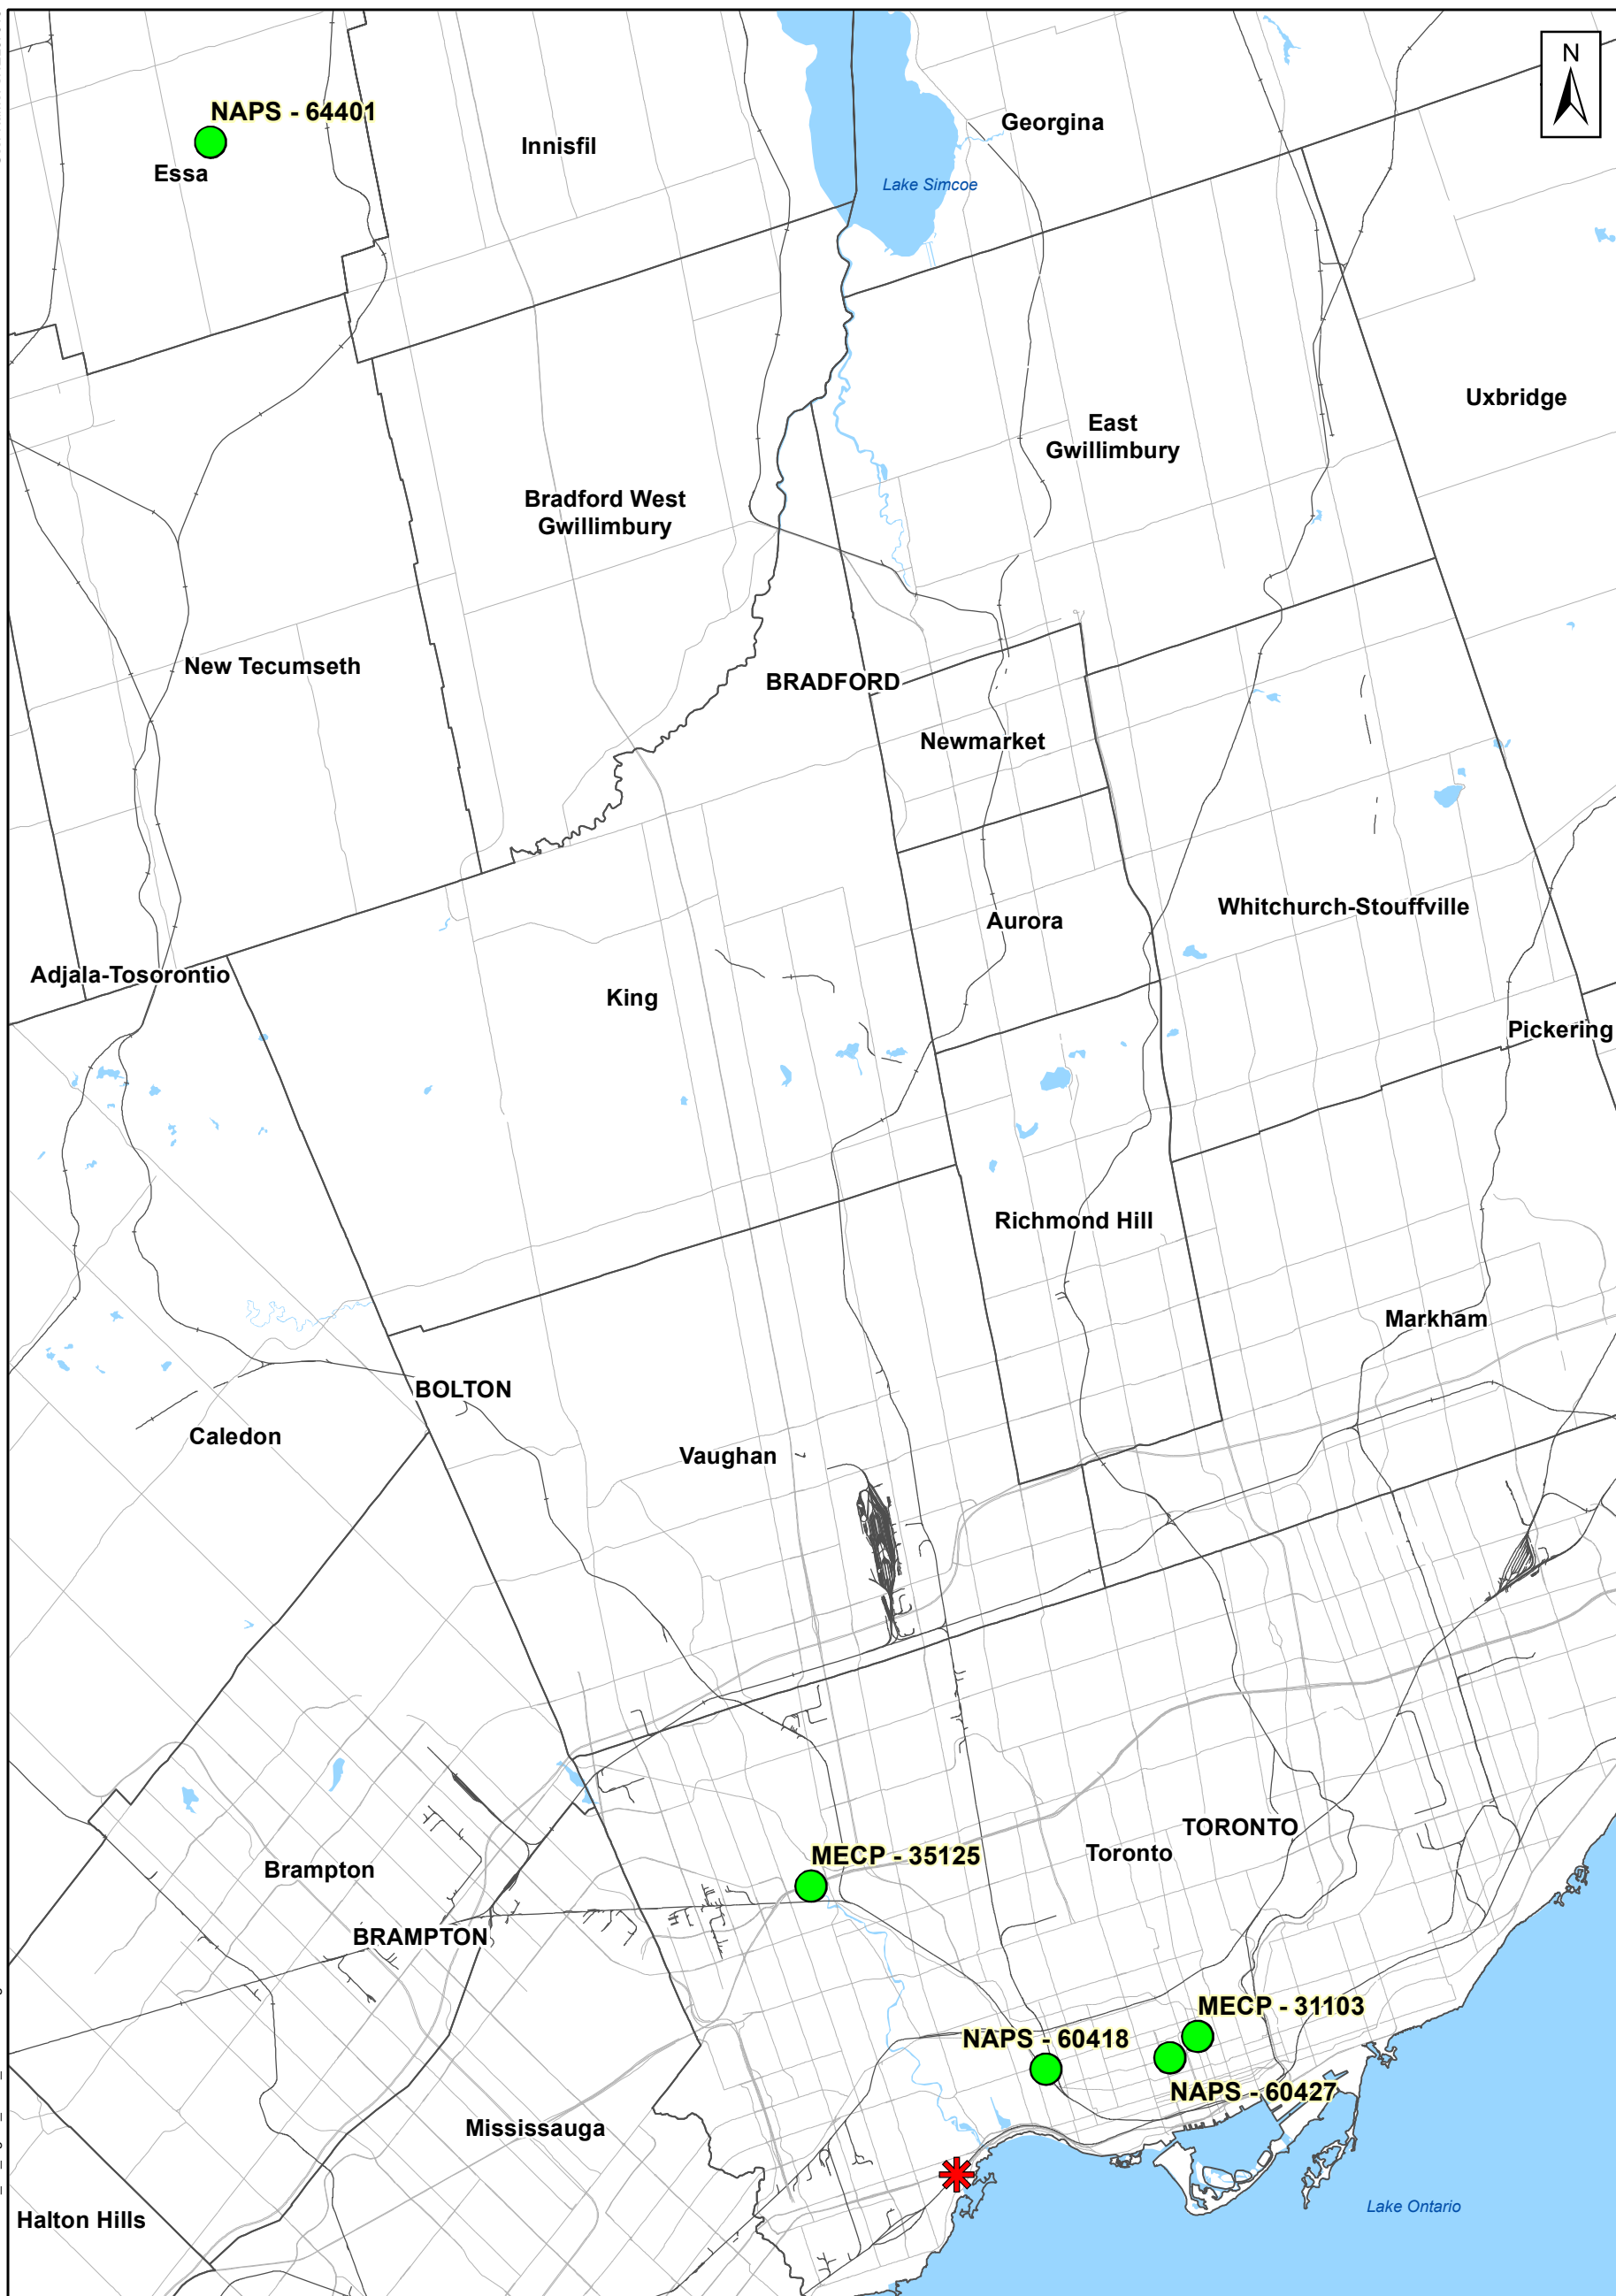 N
NAPS - 64401
Essa
Innisfil
Georgina
Lake Simcoe
Uxbridge
East
Gwillimbury
Bradford West
Gwillimbury
New Tecumseth
BRADFORD
Newmarket
Aurora
Whitchurch-Stouffville
Adjala-Tosorontio
King
Pickering
Richmond Hill
Markham
BOLTON
Caledon
Vaughan
TORONTO
Toronto
MECP - 35125
Brampton
BRAMPTON
MECP - 31103
NAPS - 60418
NAPS - 60427
Mississauga
Lake Ontario
Halton Hills